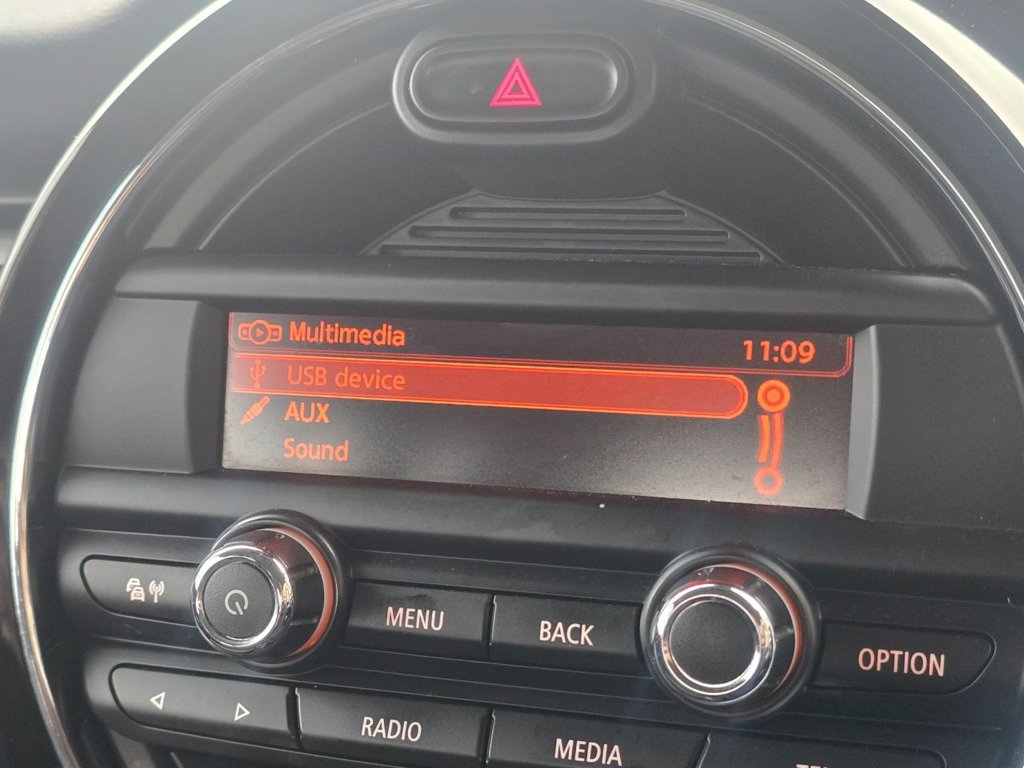 Multimedia
11:09
USB device
AUX
Sound
MENU
BACK
OPTION
RADIO
MEDIA